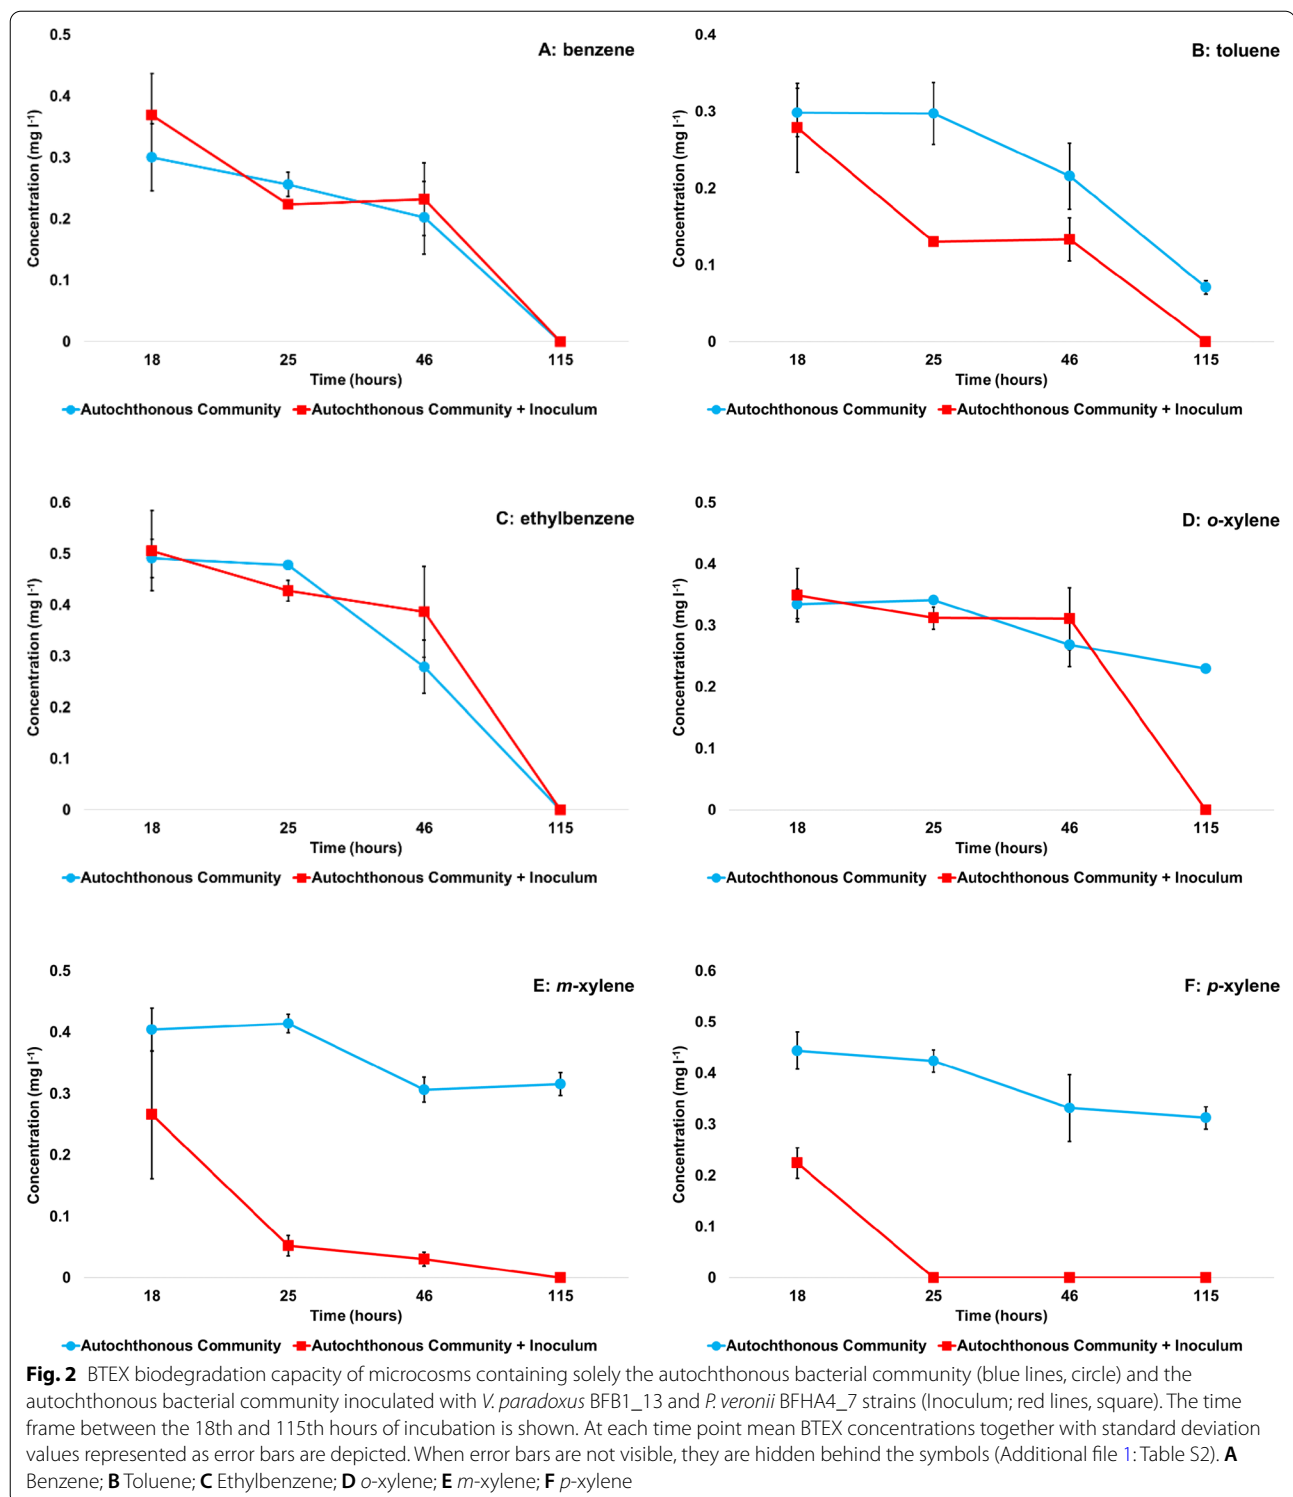 A: benzene
0.5
0.4
0.3
0.2
0.1
0
Concentration (mg l-1)
18 25 46 115
Time (hours)
Autochthonous Community Autochthonous Community + Inoculum
B: toluene
0.4
0.3
0.2
0.1
0
Concentration (mg l-1)
18 25 46 115
Time (hours)
Autochthonous Community Autochthonous Community + Inoculum
C: ethylbenzene
0.6
0.5
0.4
0.3
0.2
0.1
0
Concentration (mg l-1)
18 25 46 115
Time (hours)
Autochthonous Community Autochthonous Community + Inoculum
D: o-xylene
0.5
0.4
0.3
0.2
0.1
0
Concentration (mg l-1)
18 25 46 115
Time (hours)
Autochthonous Community Autochthonous Community + Inoculum
E: m-xylene
0.5
0.4
0.3
0.2
0.1
0
Concentration (mg l-1)
18 25 46 115
Time (hours)
Autochthonous Community Autochthonous Community + Inoculum
F: p-xylene
0.6
0.5
0.4
0.3
0.2
0.1
0
Concentration (mg l-1)
18 25 46 115
Time (hours)
Autochthonous Community Autochthonous Community + Inoculum
Fig. 2 BTEX biodegradation capacity of microcosms containing solely the autochthonous bacterial community (blue lines, circle) and the
autochthonous bacterial community inoculated with V. paradoxus BFB1_13 and P. veronii BFHA4_7 strains (Inoculum; red lines, square). The time
frame between the 18th and 115th hours of incubation is shown. At each time point mean BTEX concentrations together with standard deviation
values represented as error bars are depicted. When error bars are not visible, they are hidden behind the symbols (Additional file 1: Table S2). A
Benzene; B Toluene; C Ethylbenzene; D o-xylene; E m-xylene; F p-xylene